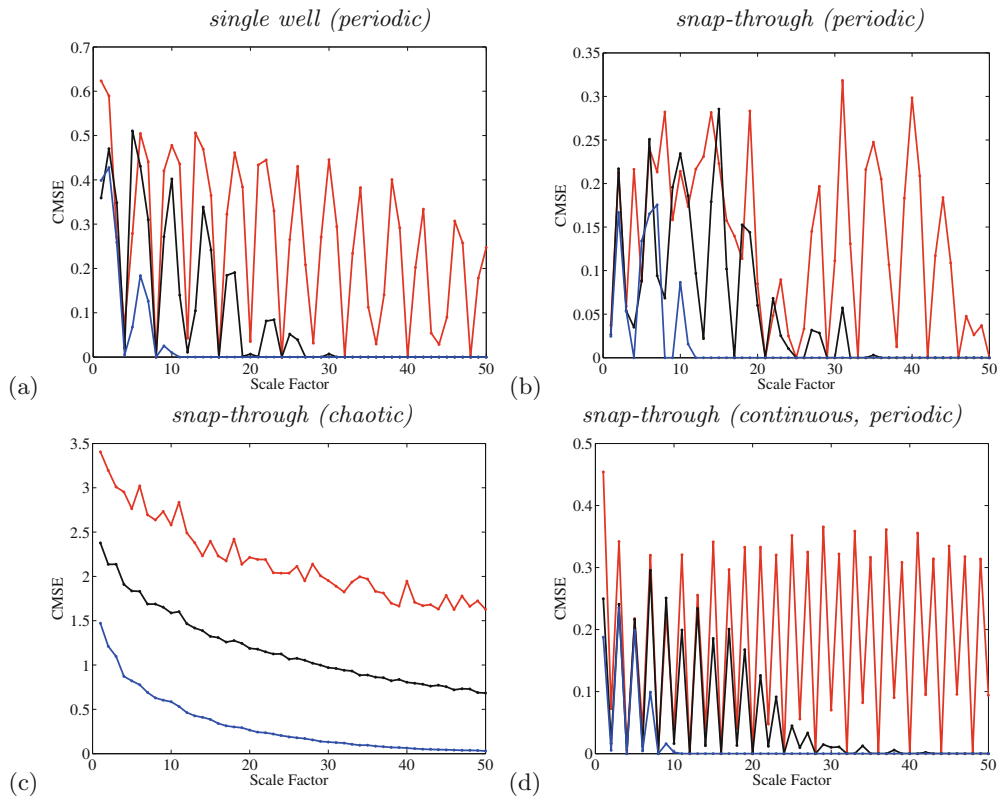 single well (periodic)
0.7
0.6
0.5
0.4
0.3
0.2
0.1
0
CMSE
0 10 20 30 40 50
Scale Factor
(a)
snap-through (periodic)
0.35
0.3
0.25
0.2
0.15
0.1
0.05
0
CMSE
0 10 20 30 40 50
Scale Factor
(b)
snap-through (chaotic)
3.5
3
2.5
2
1.5
1
0.5
0
CMSE
0 10 20 30 40 50
Scale Factor
(c)
snap-through (continuous, periodic)
0.5
0.4
0.3
0.2
0.1
0
CMSE
0 10 20 30 40 50
Scale Factor
(d)